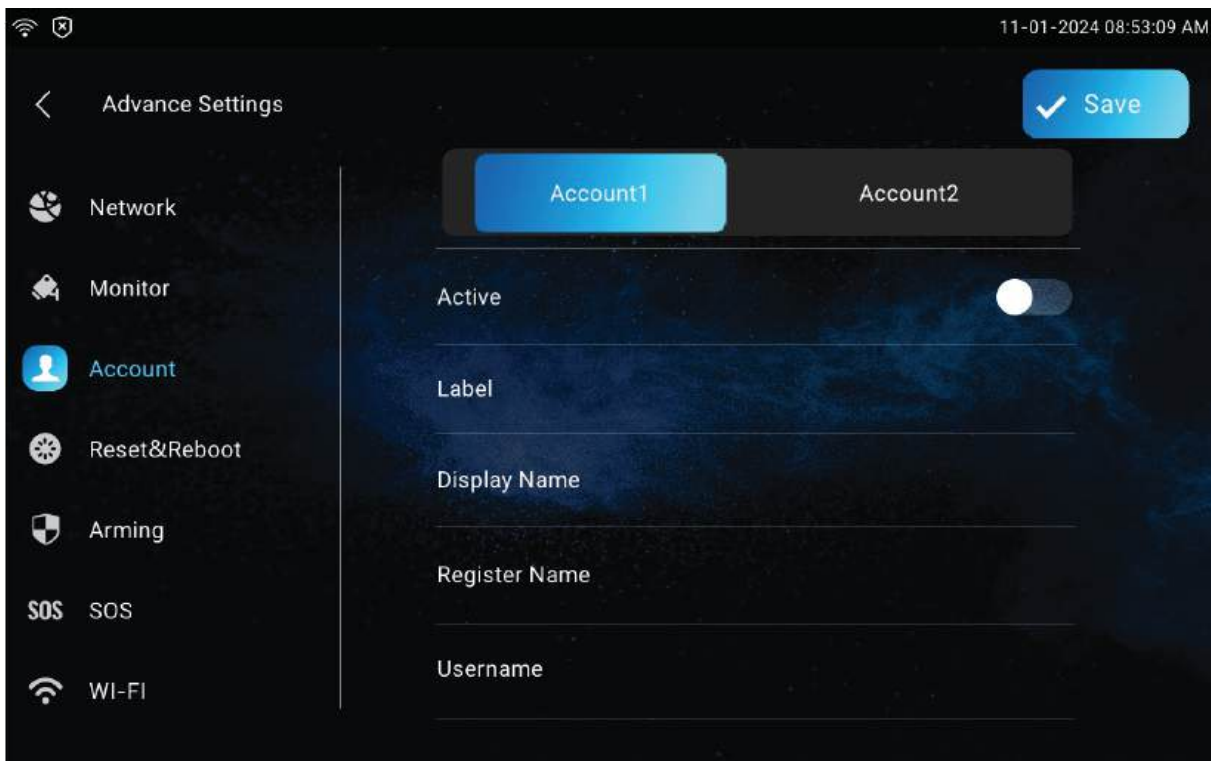 11-01-2024 08:53:09 AM
Advance Settings
Save
Network
Monitor
Account
Reset&Reboot
Arming
SOS SOS
WI-FI
Account1 Account2
Active
Label
Display Name
Register Name
Username